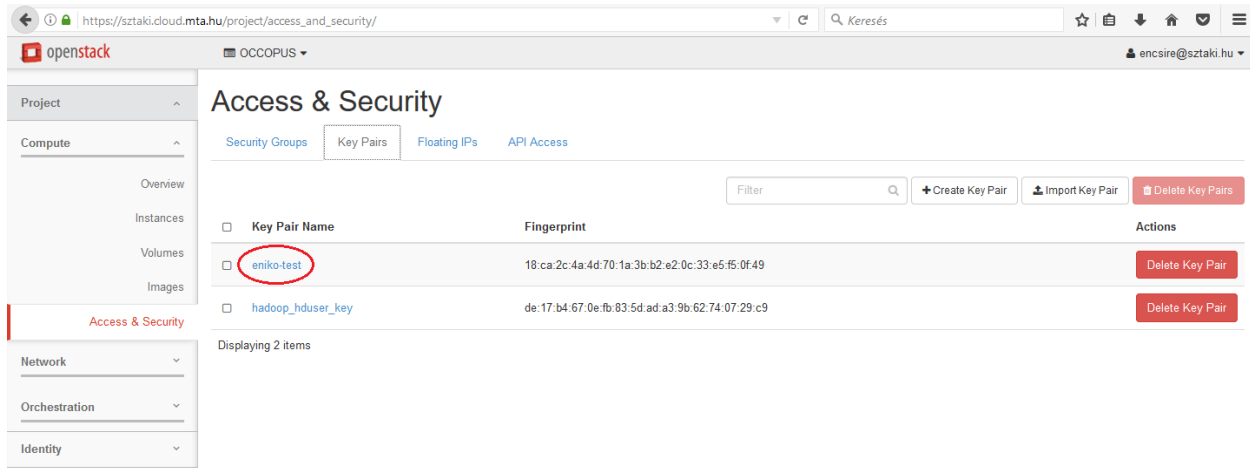 https://sztaki.cloud.mta.hu/project/access_and_security/
Keresés
openstack
OCCOPUS
encsire@sztaki.hu
Project
Access & Security
Compute
Security Groups Key Pairs Floating IPs API Access
Overview
Filter
+ Create Key Pair
Import Key Pair
Delete Key Pairs
Instances
Key Pair Name Fingerprint Actions
Volumes
eniko-test 18:ca:2c:4a:4d:70:1a:3b:b2:e2:0c:33:e5:f5:0f:49 Delete Key Pair
Images
hadoop_hduser_key de:17:b4:67:0e:fb:83:5d:ad:a3:9b:62:74:07:29:c9 Delete Key Pair
Access & Security
Displaying 2 items
Network
Orchestration
Identity